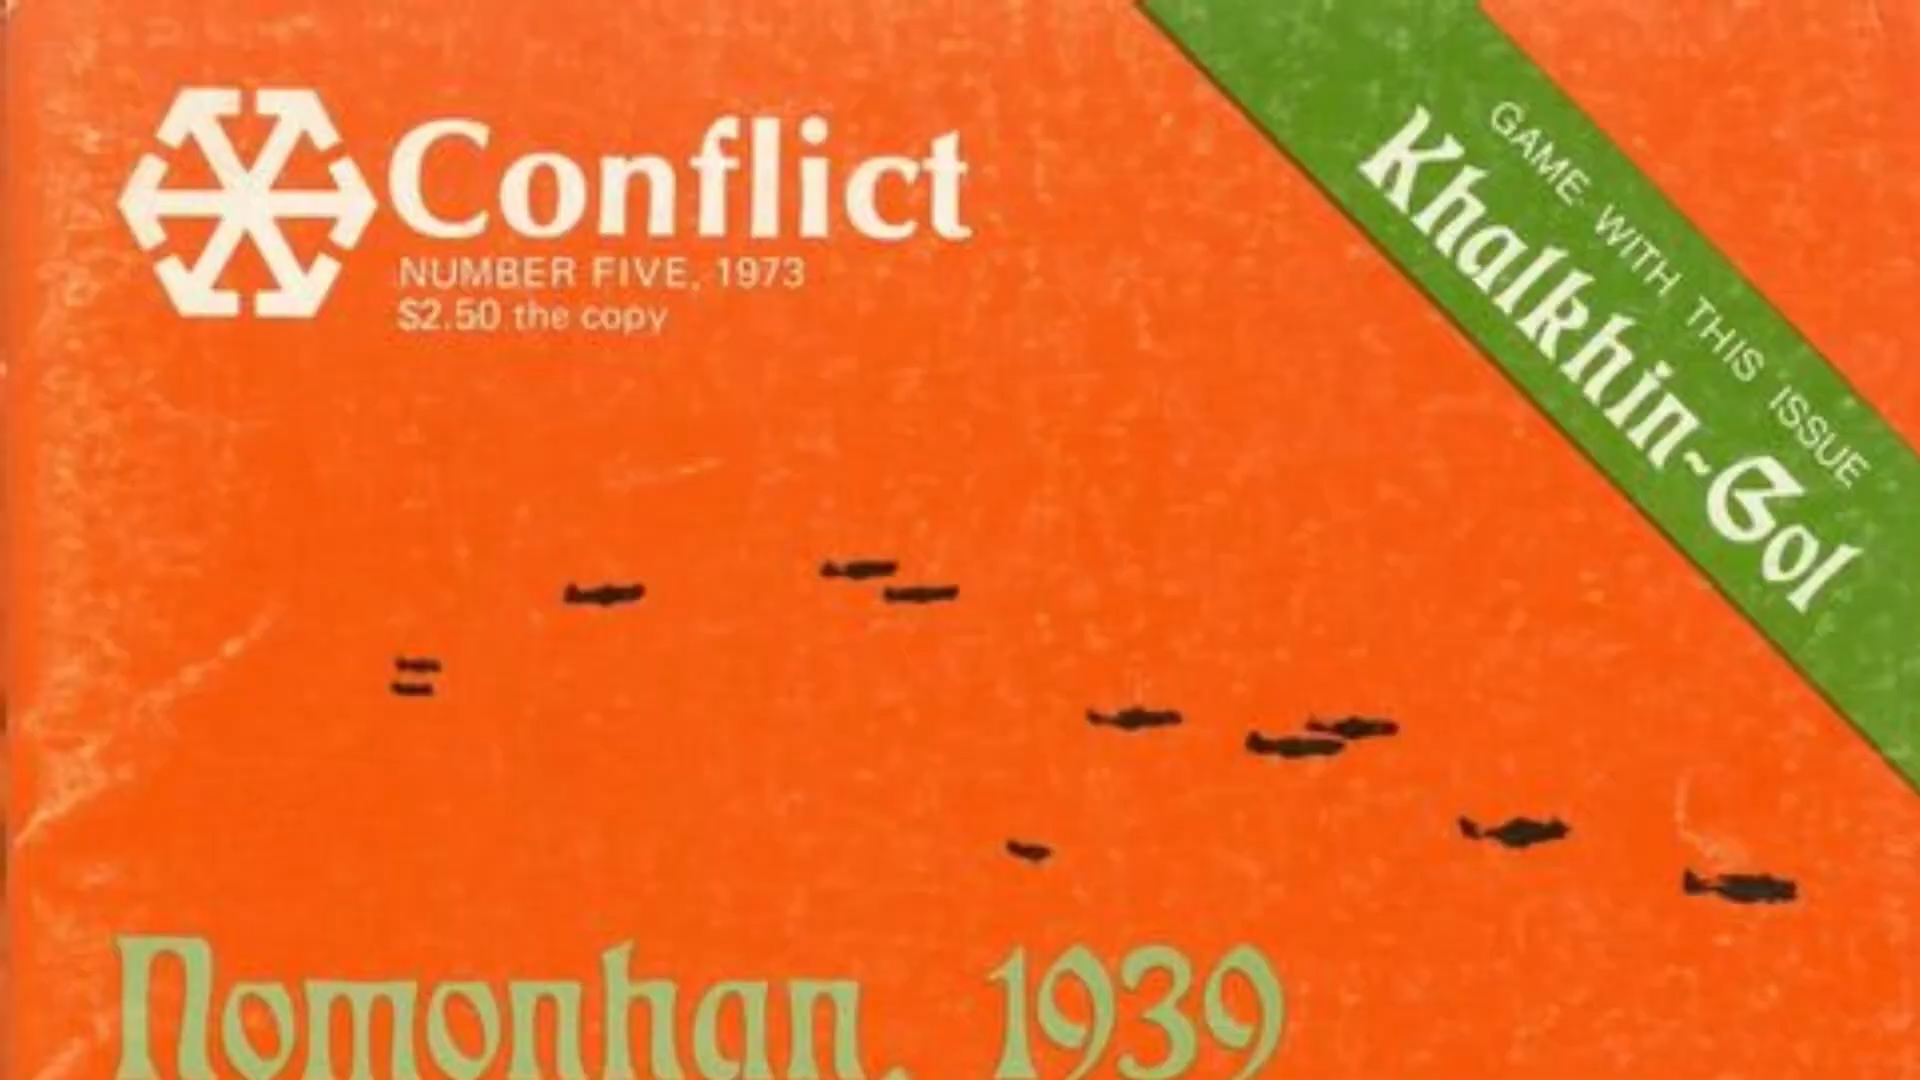 Conflict
NUMBER FIVE, 1973
$2.50 the copy
GAME WITH THIS ISSUE
Khalkhin-Gol
Nomonhan, 1939